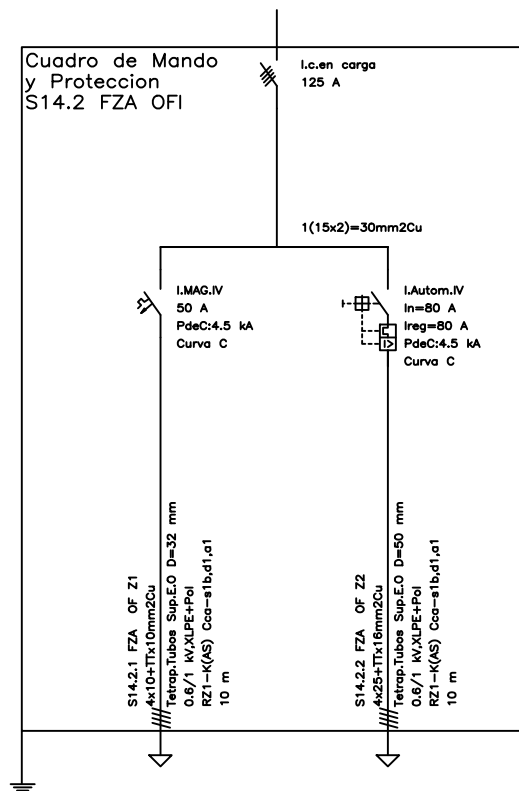 Cuadro de Mando
y Proteccion
S14.2 FZA OFI
I.c.en carga
125 A
1(15x2)=30mm2Cu
I.MAG.IV
50 A
PdeC:4.5 kA
Curva C
I.Autom.IV
In=80 A
Ireg=80 A
PdeC:4.5 kA
Curva C
I>
S14.2.1 FZA OF Z1
4x10+TTx10mm2Cu
Tetrap.Tubos Sup.E.O D=32 mm
0.6/1 kV,XLPE+Pol
RZ1-K(AS) Cca-s1b,d1,a1
10 m
S14.2.2 FZA OF Z2
4x25+TTx16mm2Cu
Tetrap.Tubos Sup.E.O D=50 mm
0.6/1 kV,XLPE+Pol
RZ1-K(AS) Cca-s1b,d1,a1
10 m